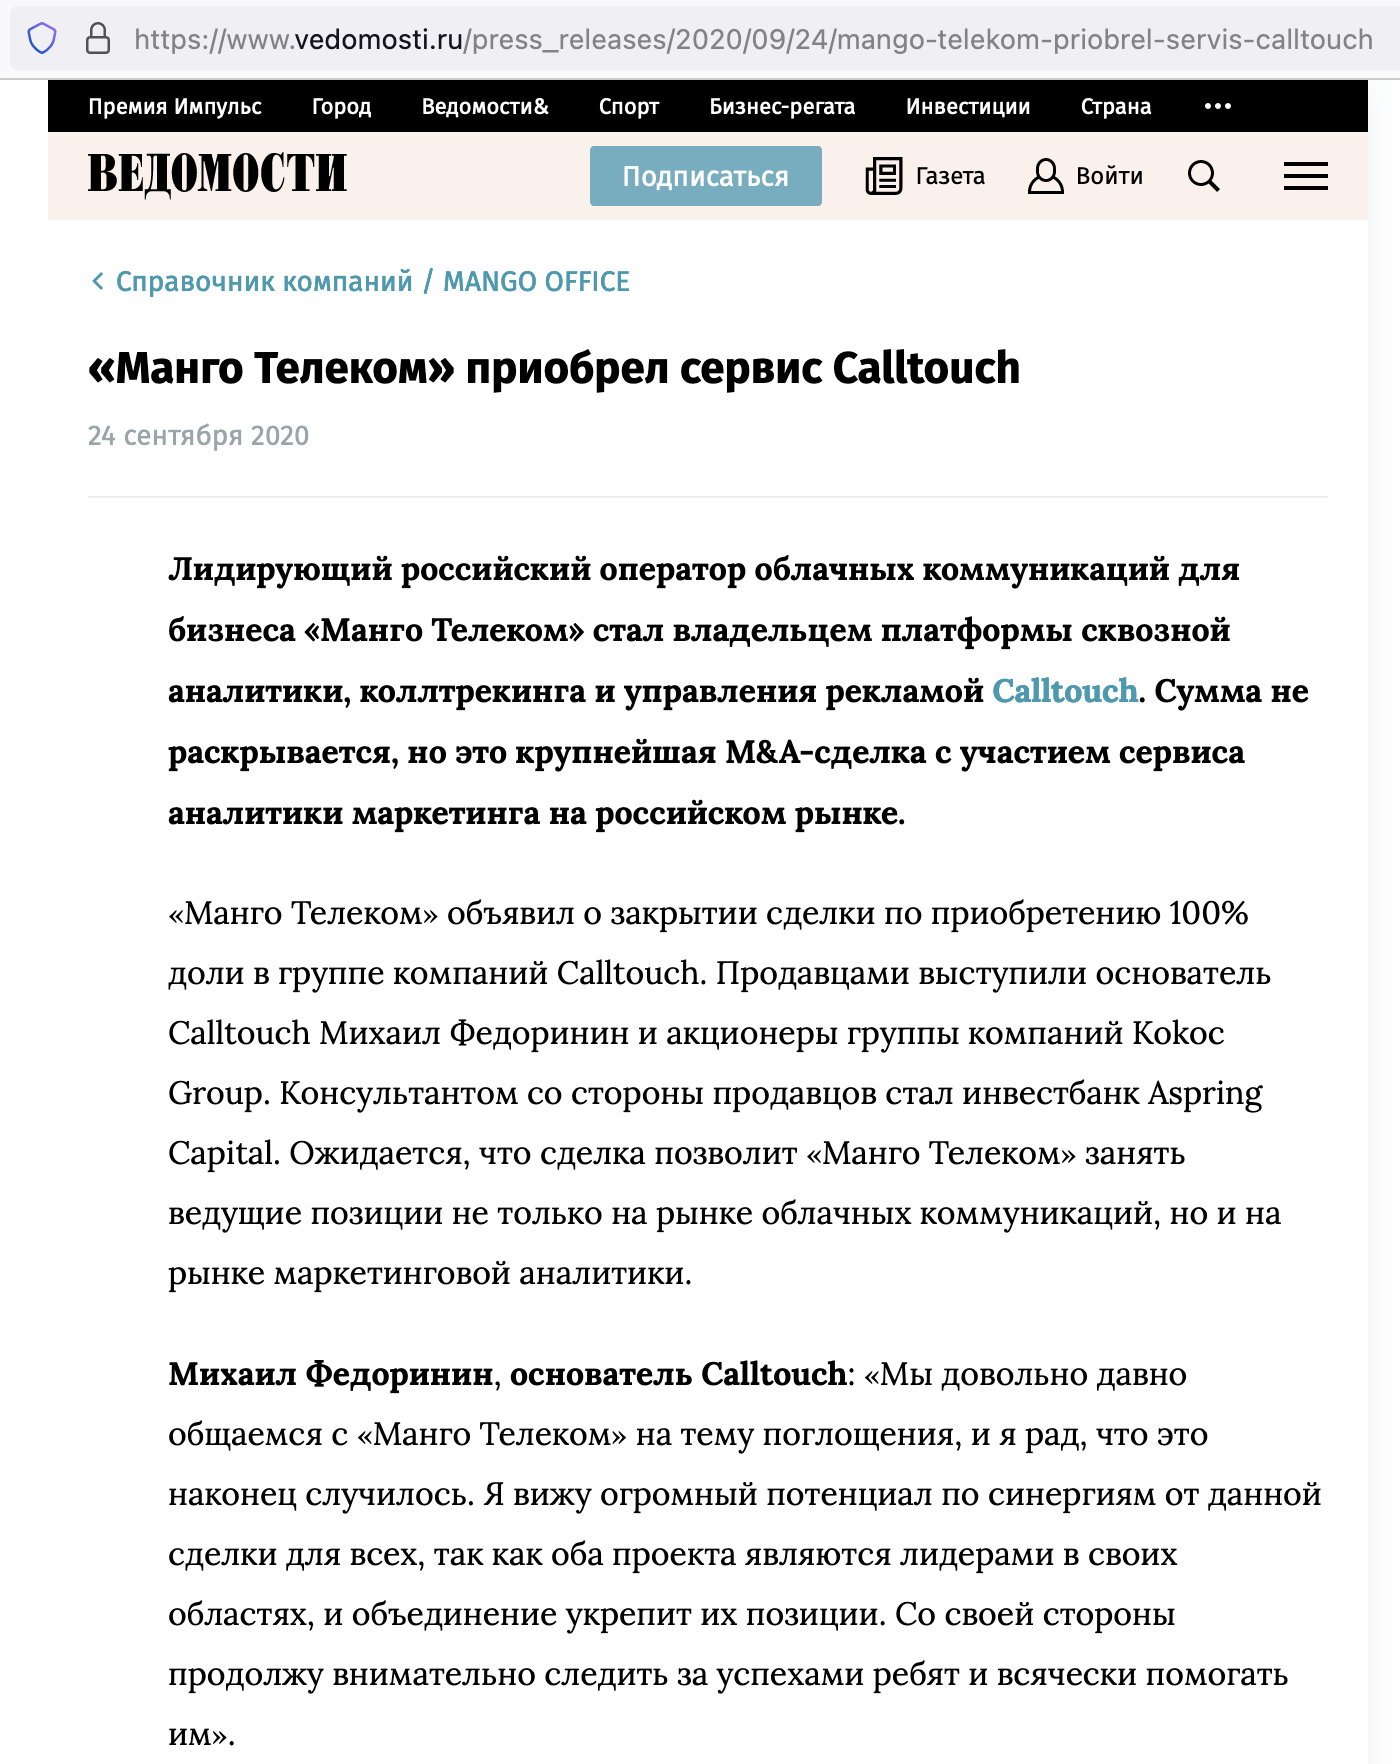 https://www.vedomosti.ru/press_releases/2020/09/24/mango-telekom-priobrel-servis-calltouch
Премия Импульс Город Ведомости& Спорт Бизнес-регата Инвестиции Страна •••
ВЕДОМОСТИ Подписаться Газета Войти
Справочник компаний / MANGO OFFICE
«Манго Телеком» приобрел сервис Calltouch
24 сентября 2020
Лидирующий российский оператор облачных коммуникаций для
бизнеса «Манго Телеком» стал владельцем платформы сквозной
аналитики, коллтрекинга и управления рекламой Calltouch. Сумма не
раскрывается, но это крупнейшая M&A-сделка с участием сервиса
аналитики маркетинга на российском рынке.
«Манго Телеком» объявил о закрытии сделки по приобретению 100%
доли в группе компаний Calltouch. Продавцами выступили основатель
Calltouch Михаил Федоринин и акционеры группы компаний Kokoc
Group. Консультантом со стороны продавцов стал инвестбанк Aspring
Capital. Ожидается, что сделка позволит «Манго Телеком» занять
ведущие позиции не только на рынке облачных коммуникаций, но и на
рынке маркетинговой аналитики.
Михаил Федоринин, основатель Calltouch: «Мы довольно давно
общаемся с «Манго Телеком» на тему поглощения, и я рад, что это
наконец случилось. Я вижу огромный потенциал по синергиям от данной
сделки для всех, так как оба проекта являются лидерами в своих
областях, и объединение укрепит их позиции. Со своей стороны
продолжу внимательно следить за успехами ребят и всячески помогать
им».